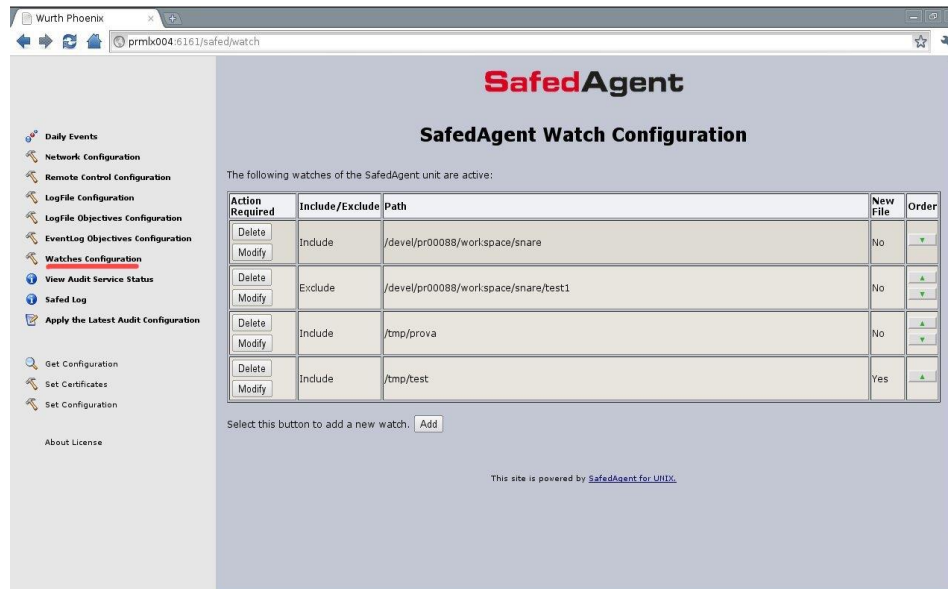 Wurth Phoenix
prmlx004:6161/safed/watch
SafedAgent
Daily Events
Network Configuration
Remote Control Configuration
LogFile Configuration
LogFile Objectives Configuration
EventLog Objectives Configuration
Watches Configuration
View Audit Service Status
Safed Log
Apply the Latest Audit Configuration
Get Configuration
Set Certificates
Set Configuration
About License
SafedAgent Watch Configuration
The following watches of the SafedAgent unit are active:
Action Required Include/Exclude Path New File Order
Delete Modify Include /devel/pr00088/workspace/snare No
Delete Modify Exclude /devel/pr00088/workspace/snare/test1 No
Delete Modify Include /tmp/prova No
Delete Modify Include /tmp/test Yes
Select this button to add a new watch. Add
This site is powered by SafedAgent for UNIX.